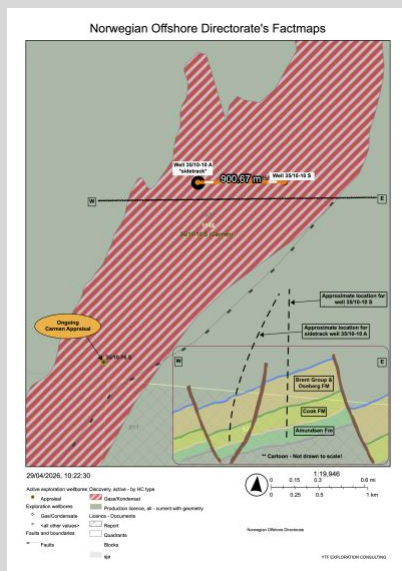 Norwegian Offshore Directorate's Factmaps
Well 35/10-10 A
"sidetrack"
900.67 m
Well 35/10-10 S
W
E
Ongoing
Carmen Appraisal
Approximate location for
well 35/10-10 S
Approximate location for
sidetrack well 35/10-10 A
W
E
Brent Group &
Oseberg FM
Cook FM
Amundsen Fm
** Cartoon - Not drawn to scale!
29/04/2026, 10:22:30
Active exploration wellbores
Appraisal
Exploration wellbores
Gas/Condensate
<all other values>
Faults and boundaries
Faults
Discovery, active - by HC type
Gass/Kondensat
Production licence, all - current with geometry
Licence - Documents
Report
Quadrants
Blocks
1:19,946
0 0.15 0.3 0.6 mi
0 0.25 0.5 1 km
Norwegian Offshore Directorate
YTF EXPLORATION CONSULTING